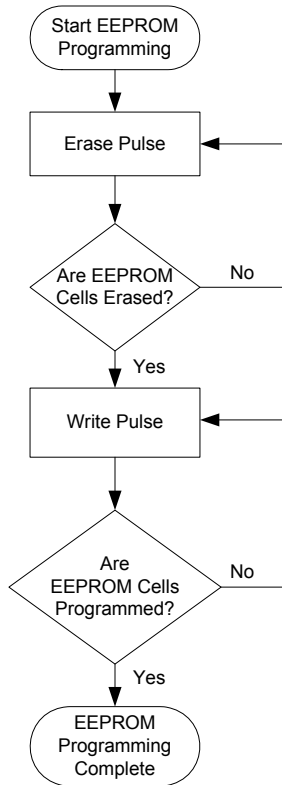 Start EEPROM
Programming
Erase Pulse
Are EEPROM
Cells Erased?
No
Yes
Write Pulse
Are
EEPROM Cells
Programmed?
No
Yes
EEPROM
Programming
Complete